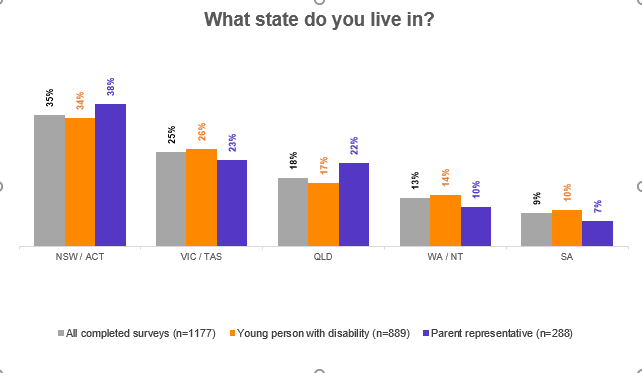 What state do you live in?
35% 34% 38% 25% 26% 23% 18% 17% 22% 13% 14% 10% 9% 10% 7%
NSW / ACT VIC / TAS QLD WA / NT SA
All completed surveys (n=1177) Young person with disability (n=889) Parent representative (n=288)